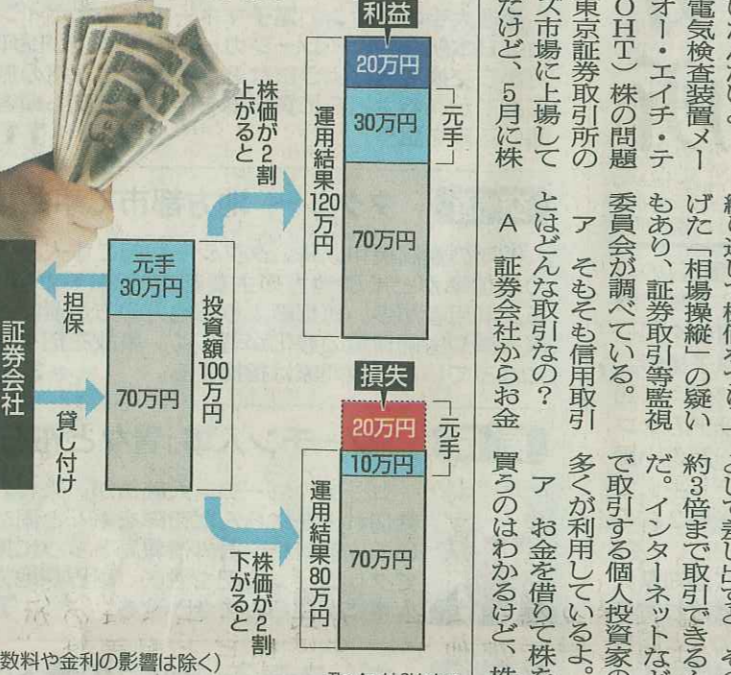 利益
20万円
30万円
元手
70万円
運用結果120万円
株価が2割
上がると
元手
30万円
70万円
投資額100万円
担保
貸し付け
証券会社
損失
20万円
元手
10万円
70万円
運用結果80万円
株価が2割
下がると
数料や金利の影響は除く)
電気検査装置メー
オー・エイチ・テ
OHT)株の問題
東京証券取引所の
ズ市場に上場して
たけど、5月に株
げた「相場操縦」の疑い
もあり、証券取引等監視
委員会が調べている。
ア そもそも信用取引
とはどんな取引なの?
A 証券会社からお金
約3倍まで取引できる
だ。インターネットなど
で取引する個人投資家の
多くが利用しているよ。
ア お金を借りて株を
買うのはわかるけど、株